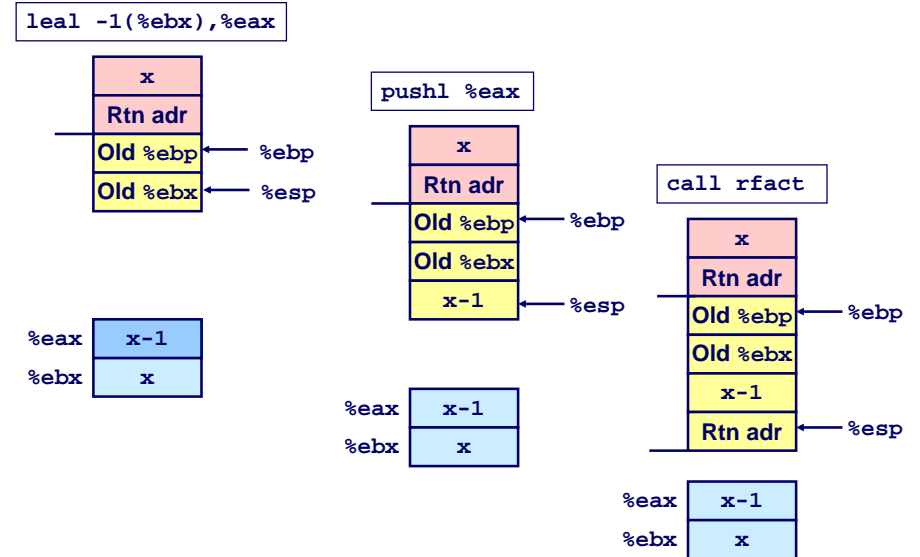 leal -1(%ebx),%eax
x
Rtn adr
Old %ebp %ebp
Old %ebx %esp
%eax x-1
%ebx x
pushl %eax
x
Rtn adr
Old %ebp %ebp
Old %ebx
x-1 %esp
%eax x-1
%ebx x
call rfact
x
Rtn adr
Old %ebp %ebp
Old %ebx
x-1
Rtn adr %esp
%eax x-1
%ebx x